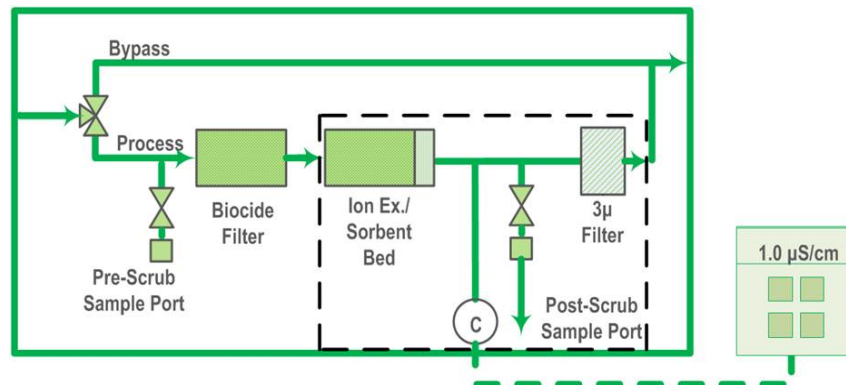 Bypass
Process
Biocide
Filter
Ion Ex./
Sorbent
Bed
3µ
Filter
Pre-Scrub
Sample Port
C
Post-Scrub
Sample Port
1.0 µS/cm